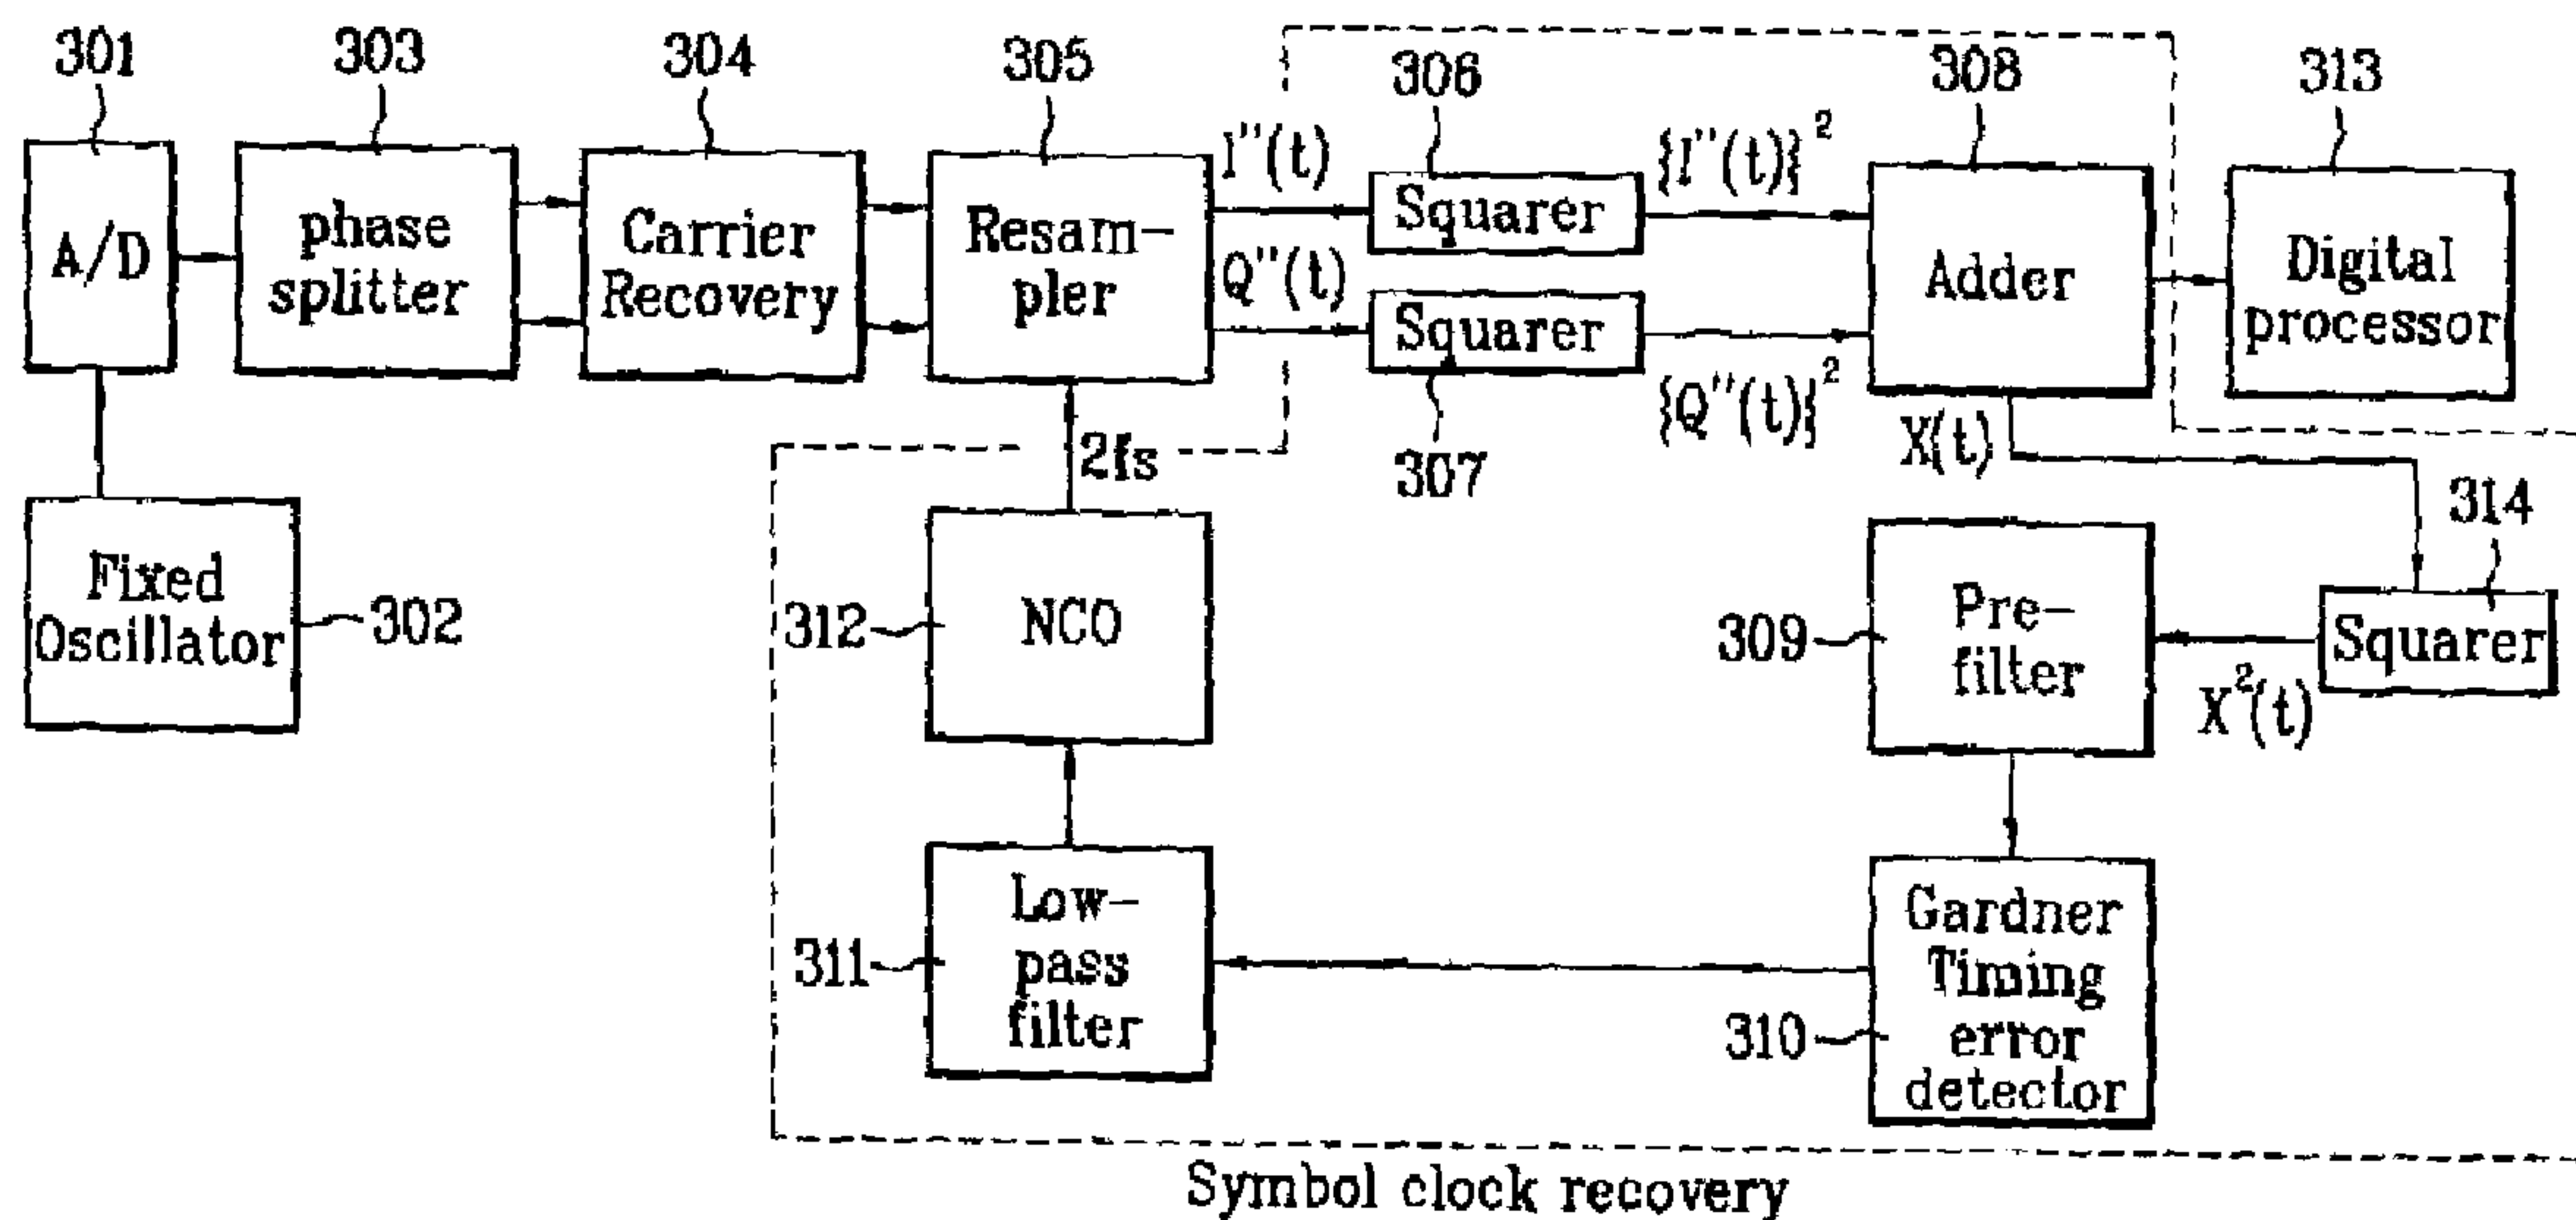 301
303
304
305
306
308
313
A/D
phase
splitter
Carrier
Recovery
Resam-
pler
I''(t)
Q''(t)
Squarer
Squarer
307
{I''(t)}²
{Q''(t)}²
Adder
Digital
processor
X(t)
2fs
Fixed
Oscillator
302
312
NCO
309
Pre-
filter
314
Squarer
X²(t)
311
Low-
pass
filter
310
Gardner
Timing
error
detector
Symbol clock recovery